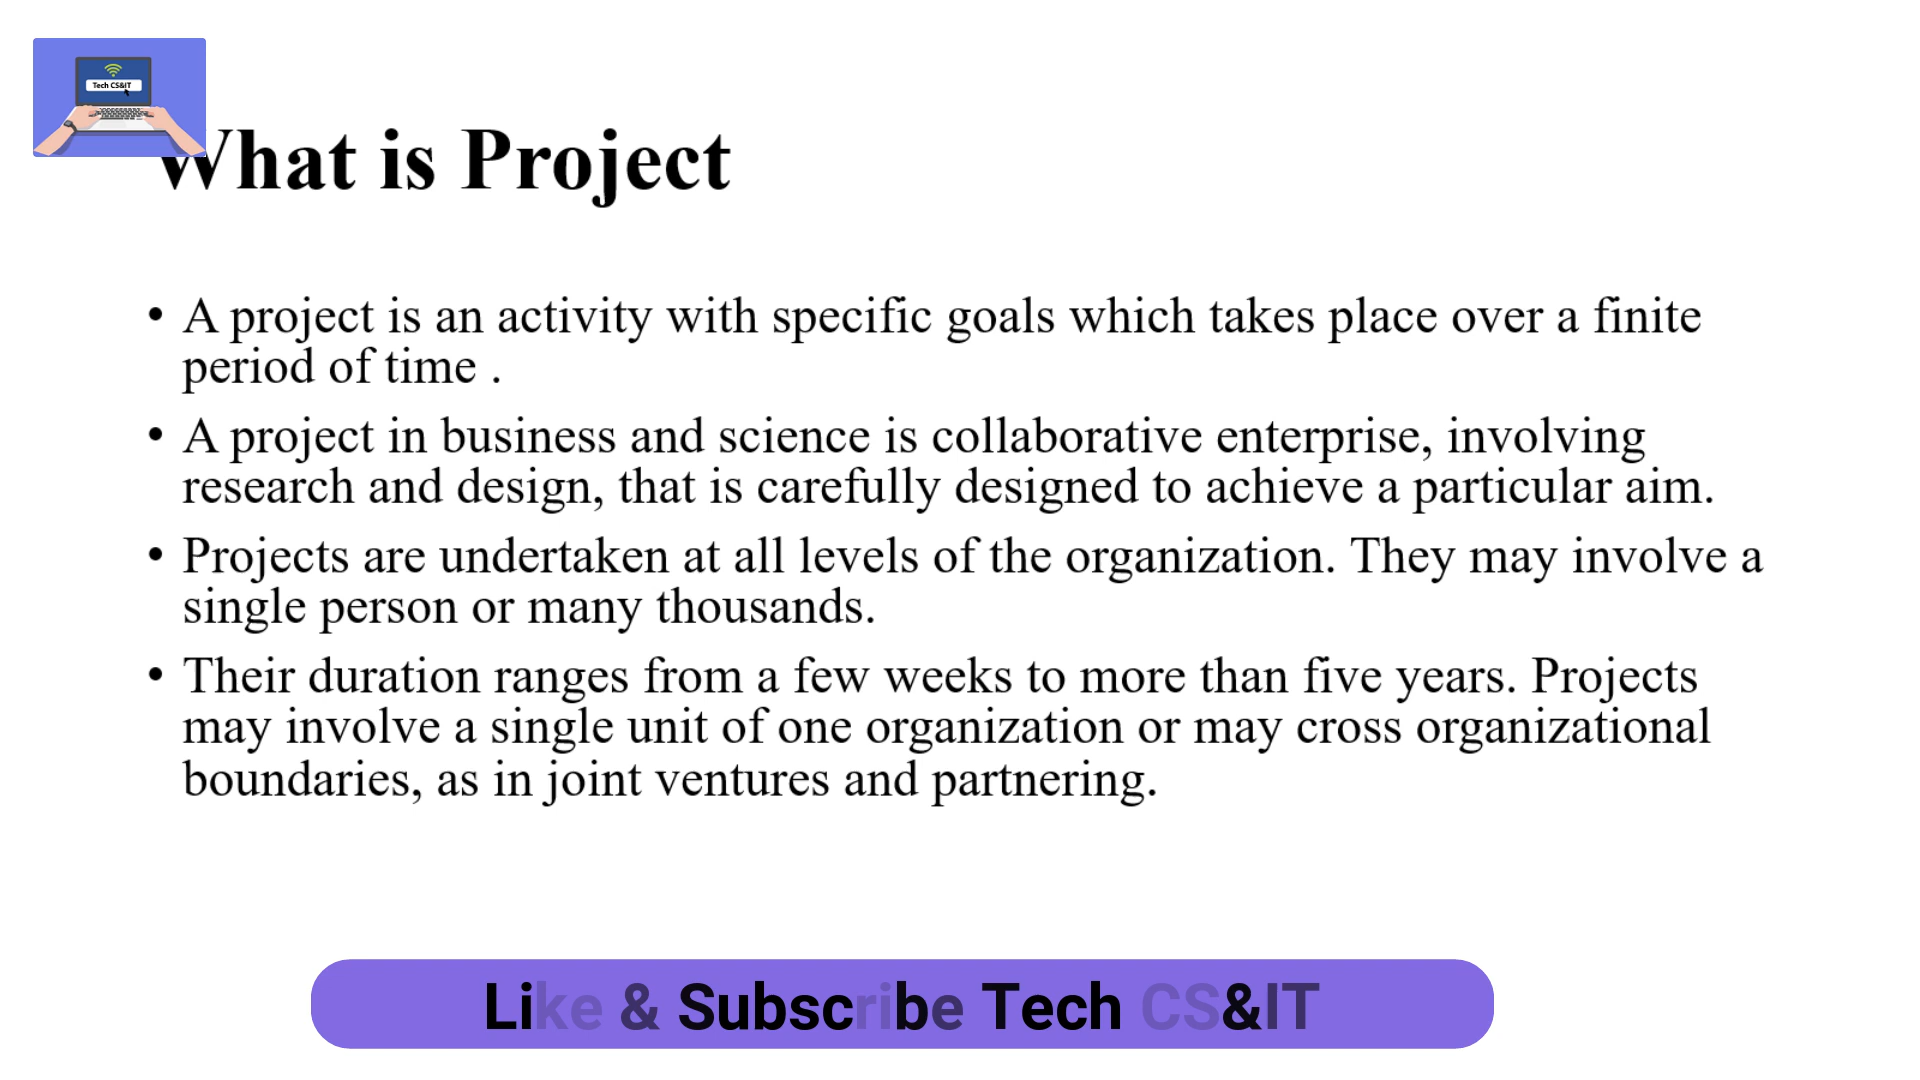 Tech CS&IT
What is Project
• A project is an activity with specific goals which takes place over a finite
period of time .
• A project in business and science is collaborative enterprise, involving
research and design, that is carefully designed to achieve a particular aim.
• Projects are undertaken at all levels of the organization. They may involve a
single person or many thousands.
• Their duration ranges from a few weeks to more than five years. Projects
may involve a single unit of one organization or may cross organizational
boundaries, as in joint ventures and partnering.
Like & Subscribe Tech CS&IT